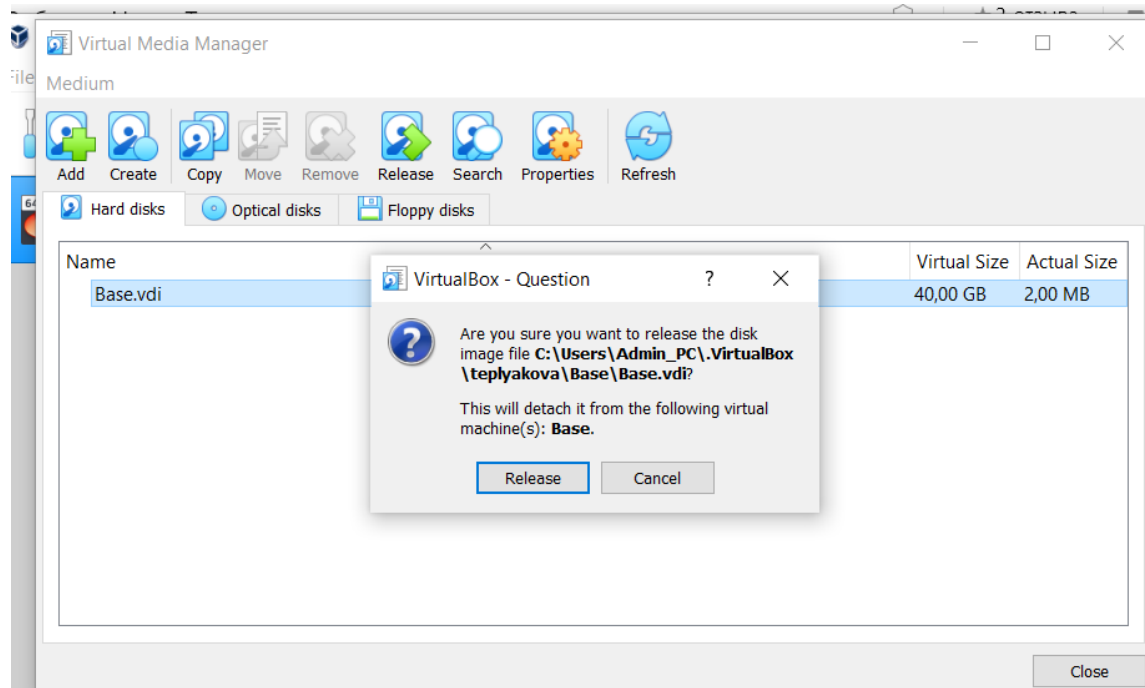 Virtual Media Manager
File
Medium
Add Create Copy Move Remove Release Search Properties Refresh
64
Hard disks Optical disks Floppy disks
Name Virtual Size Actual Size
Base.vdi 40,00 GB 2,00 MB
VirtualBox - Question ?
Are you sure you want to release the disk
image file C:\Users\Admin_PC\.VirtualBox
\teplyakova\Base\Base.vdi?
This will detach it from the following virtual
machine(s): Base.
Release Cancel
Close